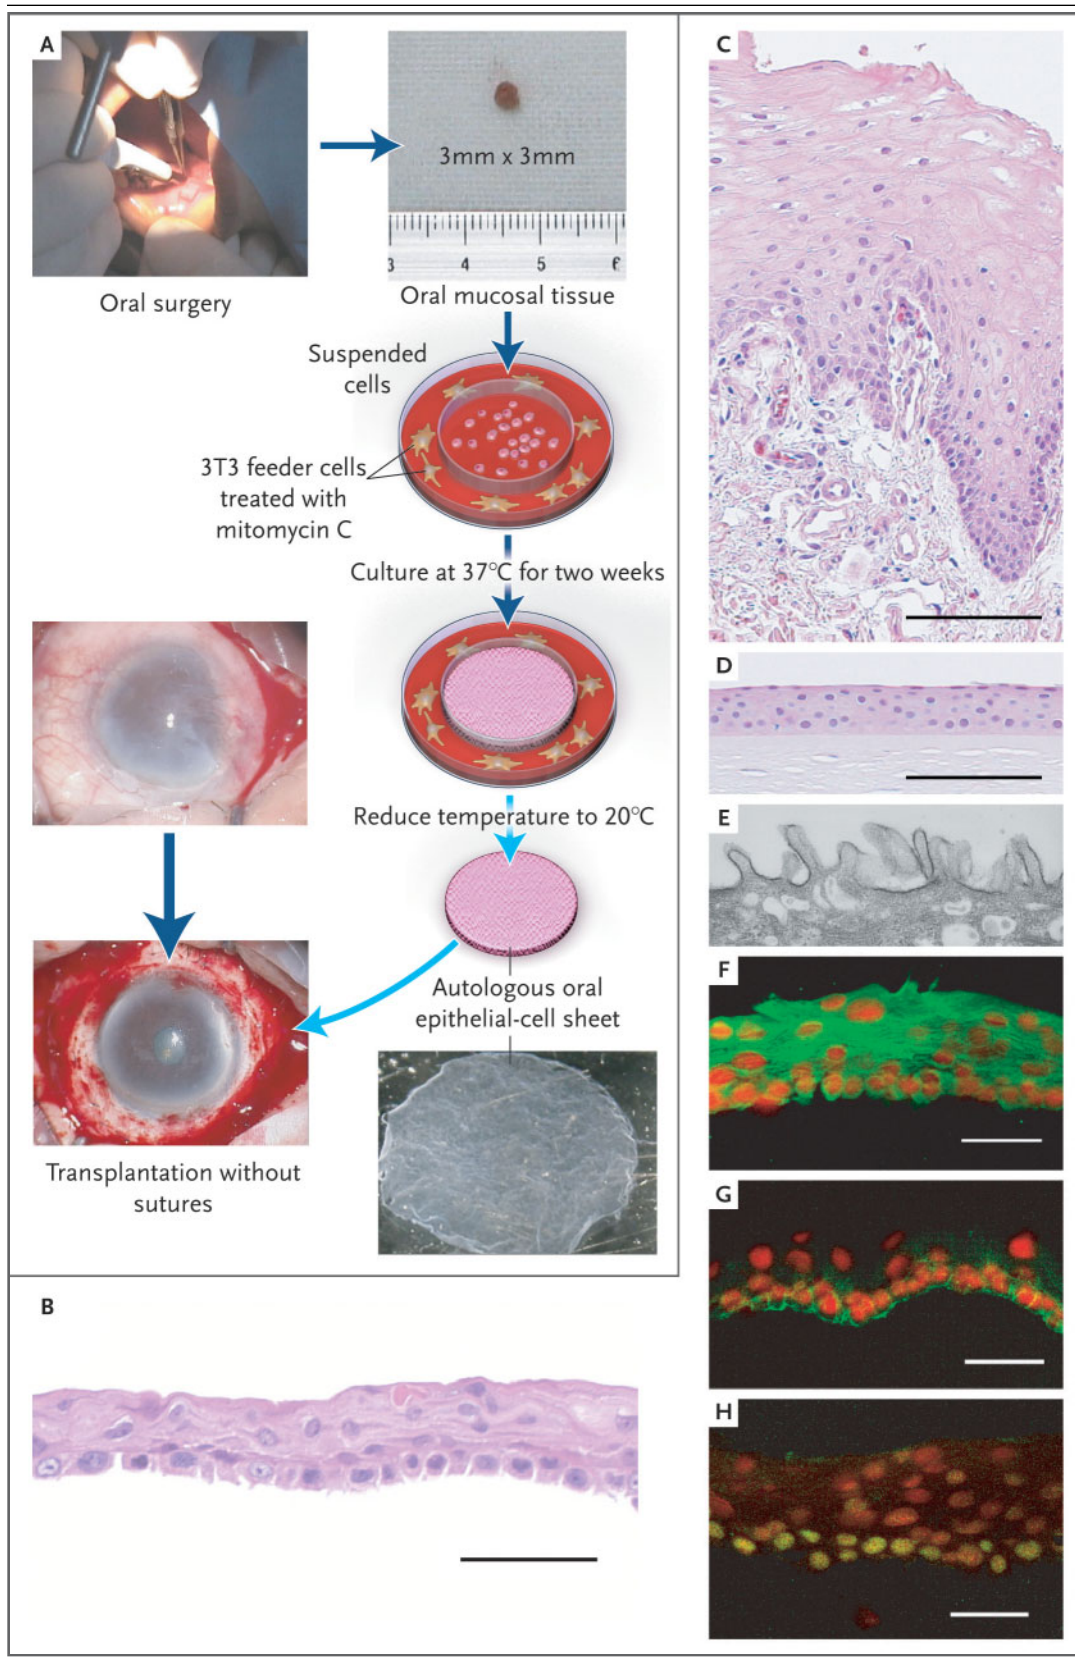 A
3mm x 3mm
3 4 5 6
Oral surgery
Oral mucosal tissue
Suspended
cells
3T3 feeder cells
treated with
mitomycin C
Culture at 37°C for two weeks
Reduce temperature to 20°C
Autologous oral
epithelial-cell sheet
Transplantation without
sutures
B
C
D
E
F
G
H